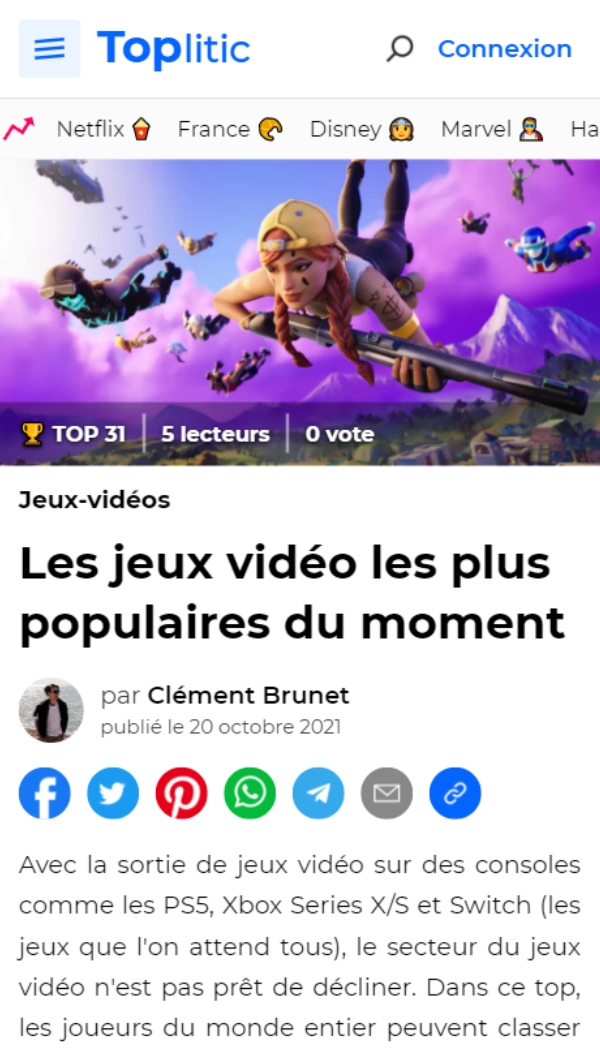 Toplitic
Connexion
Netflix France Disney Marvel Ha
TOP 31 5 lecteurs 0 vote
Jeux-vidéos
Les jeux vidéo les plus
populaires du moment
par Clément Brunet
publié le 20 octobre 2021
Avec la sortie de jeux vidéo sur des consoles
comme les PS5, Xbox Series X/S et Switch (les
jeux que l'on attend tous), le secteur du jeux
vidéo n'est pas prêt de décliner. Dans ce top,
les joueurs du monde entier peuvent classer